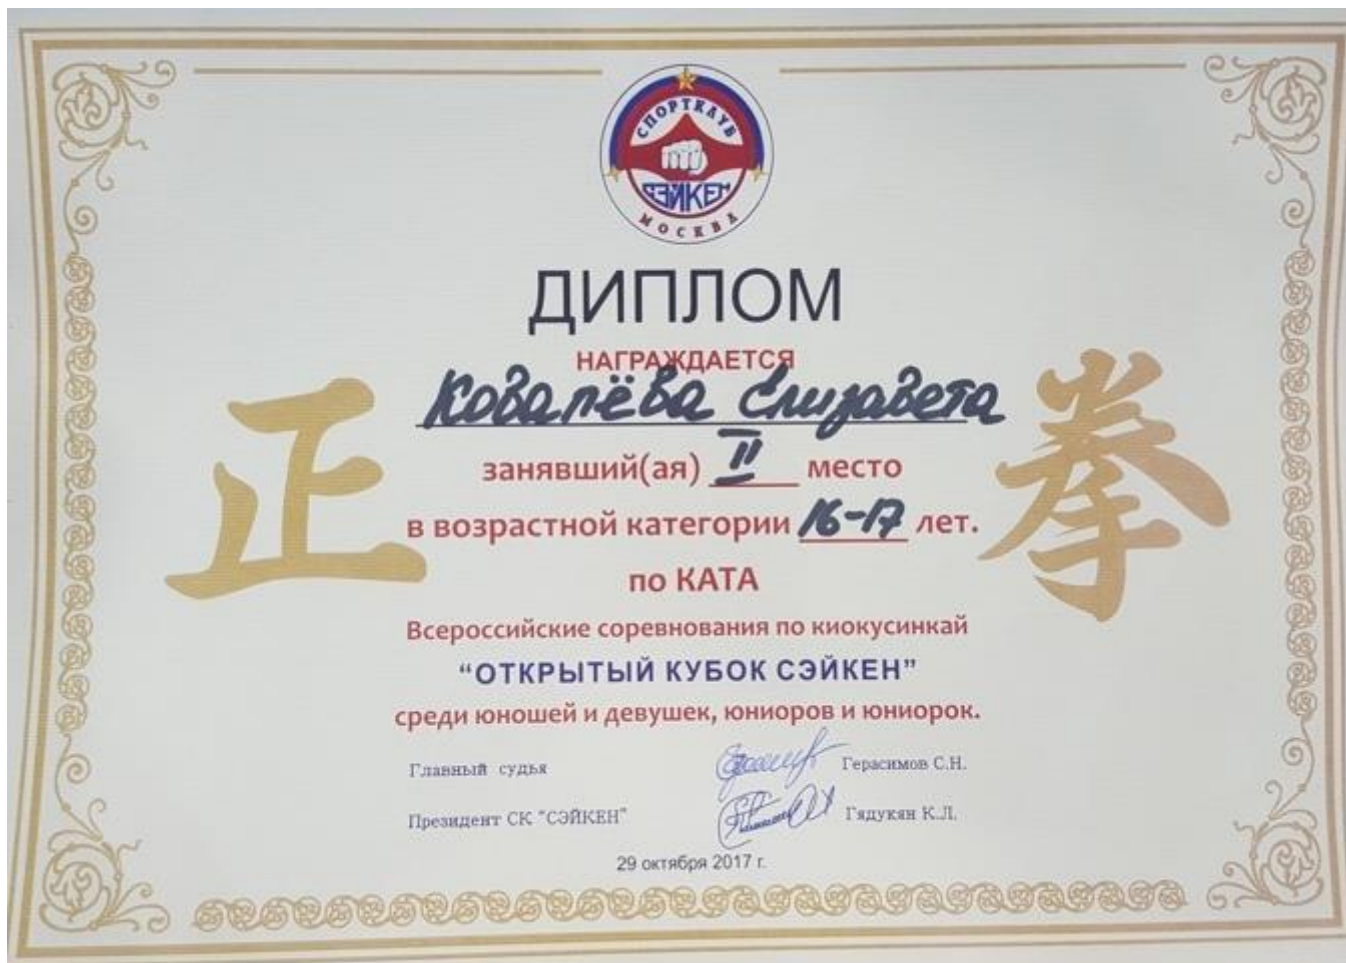 СПОРТКЛУБ
СЭЙКЕН
МОСКВА
ДИПЛОМ
НАГРАЖДАЕТСЯ
Ковалёва Елизавета
занявший(ая) II место
в возрастной категории 16-17 лет.
по КАТА
正 拳
Всероссийские соревнования по киокусинкай
“ОТКРЫТЫЙ КУБОК СЭЙКЕН”
среди юношей и девушек, юниоров и юниорок.
Главный судья Герасимов С.Н.
Президент СК "СЭЙКЕН" Гядукян К.Л.
29 октября 2017 г.